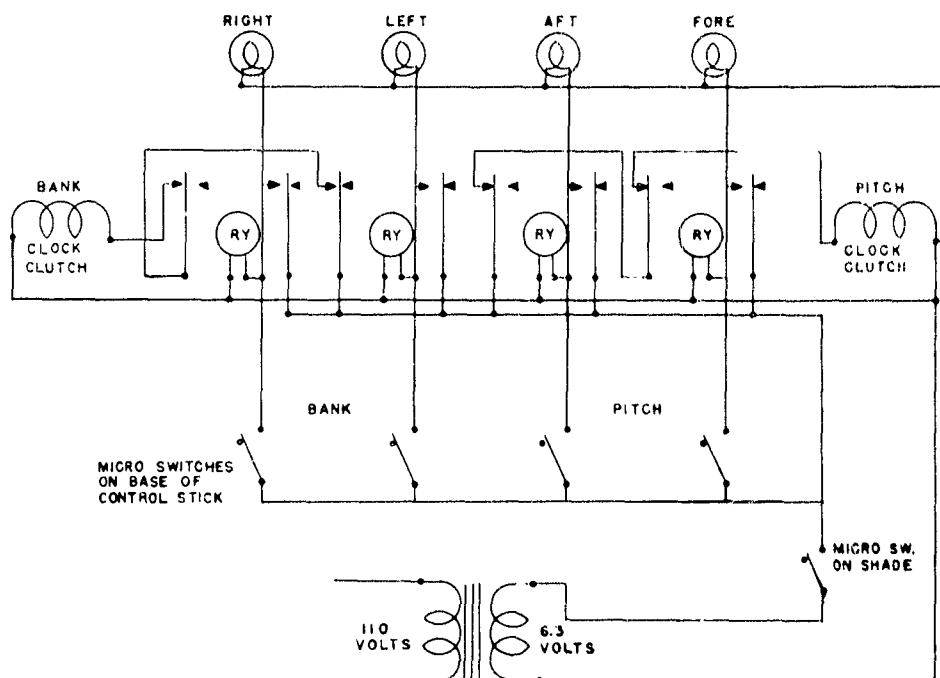 RIGHT
LEFT
AFT
FORE
BANK
CLOCK
CLUTCH
RY
RY
RY
RY
PITCH
CLOCK
CLUTCH
BANK
PITCH
MICRO SWITCHES
ON BASE OF
CONTROL STICK
MICRO SW.
ON SHADE
110
VOLTS
6.3
VOLTS